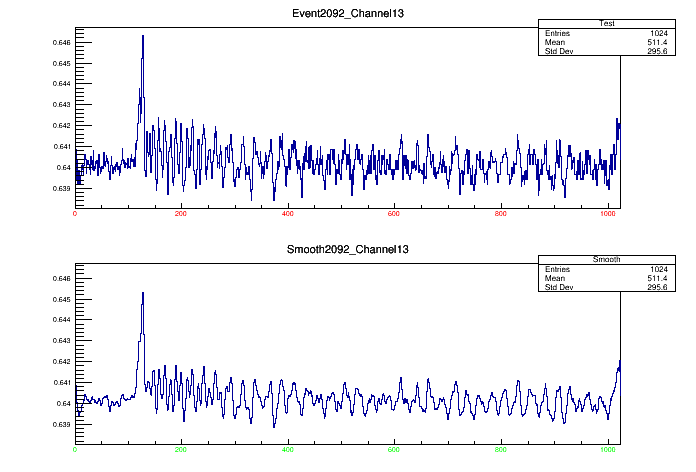 Event2092_Channel13
Test
Entries 1024
Mean 511.4
Std Dev 295.6
0.646
0.645
0.644
0.643
0.642
0.641
0.64
0.639
0 200 400 600 800 1000
Smooth2092_Channel13
Smooth
Entries 1024
Mean 511.4
Std Dev 295.6
0.646
0.645
0.644
0.643
0.642
0.641
0.64
0.639
0 200 400 600 800 1000